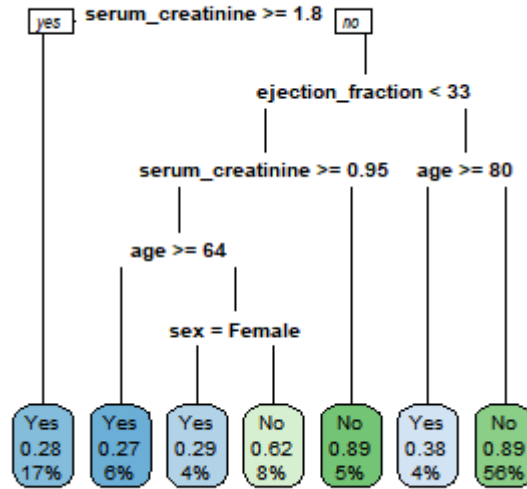 serum_creatinine >= 1.8
yes
no
ejection_fraction < 33
serum_creatinine >= 0.95
age >= 80
age >= 64
sex = Female
Yes
0.28
17%
Yes
0.27
6%
Yes
0.29
4%
No
0.62
8%
No
0.89
5%
Yes
0.38
4%
No
0.89
56%